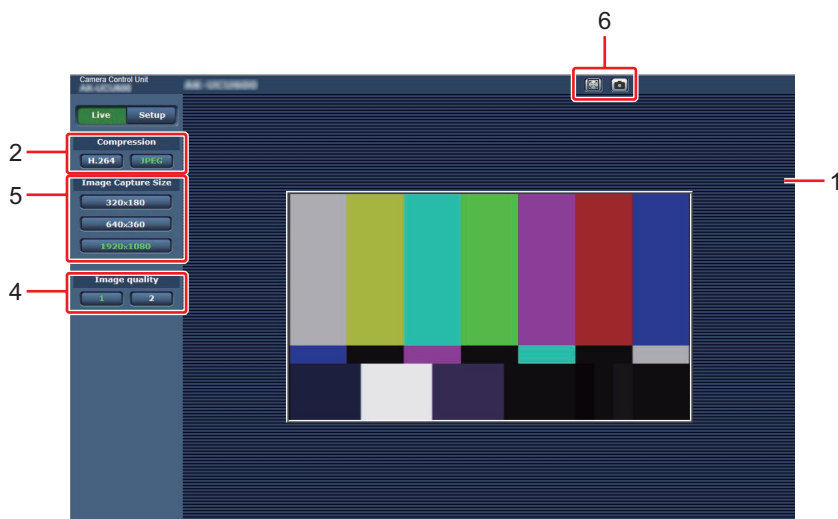 6
Camera Control Unit
Live Setup
2
Compression
H.264 JPEG
1
5
Image Capture Size
320x180
640x360
1920x1080
4
Image quality
1 2